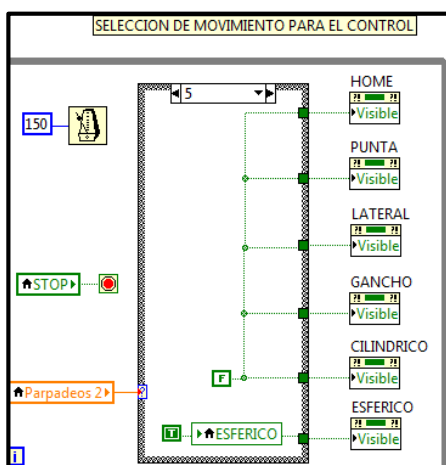 SELECCION DE MOVIMIENTO PARA EL CONTROL
5
HOME
Visible
150
PUNTA
Visible
LATERAL
Visible
STOP
GANCHO
Visible
CILINDRICO
Visible
F
Parpadeos 2
?
ESFERICO
T
ESFERICO
Visible
i